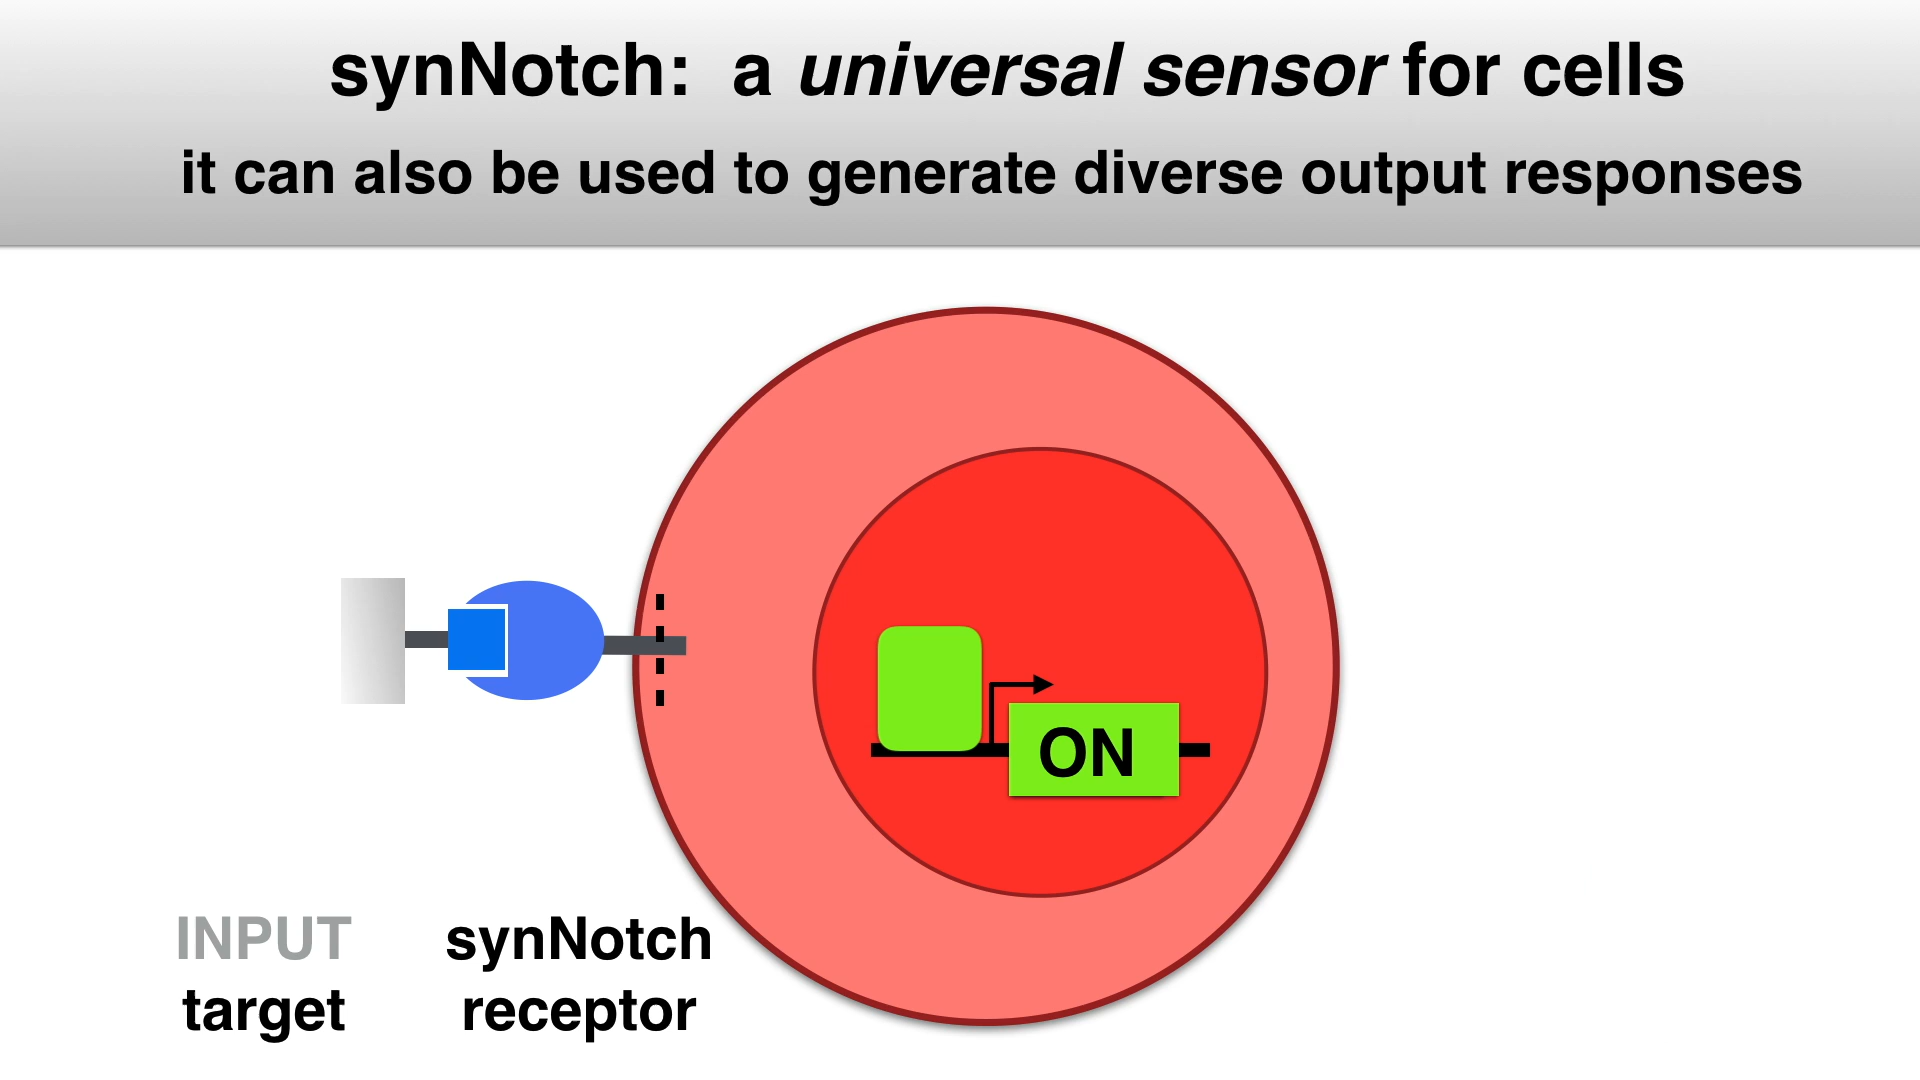 synNotch: a universal sensor for cells
it can also be used to generate diverse output responses
ON
INPUT
target
synNotch
receptor